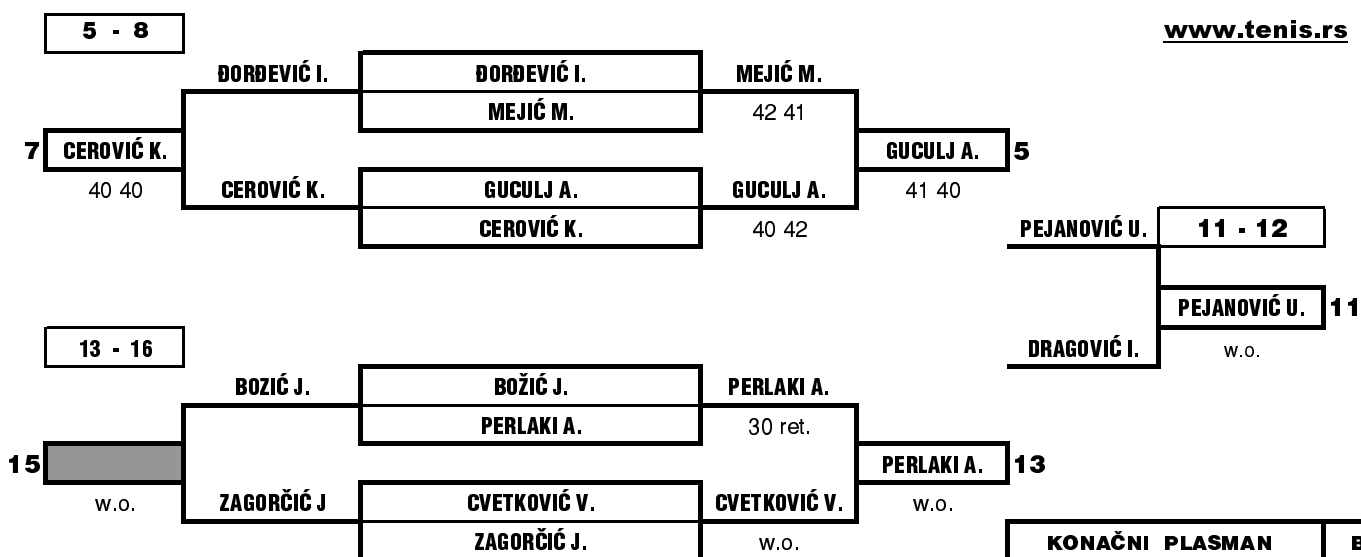 5 - 8
www.tenis.rs
ĐORĐEVIĆ I. ĐORĐEVIĆ I. MEJIĆ M.
MEJIĆ M. 42 41
7 CEROVIĆ K. GUCULJ A. 5
40 40 CEROVIĆ K. GUCULJ A. GUCULJ A. 41 40
CEROVIĆ K. 40 42
PEJANOVIĆ U. 11 - 12
PEJANOVIĆ U. 11
13 - 16
DRAGOVIĆ I. w.o.
BOZIĆ J. BOŽIĆ J. PERLAKI A.
PERLAKI A. 30 ret.
15 PERLAKI A. 13
w.o. ZAGORČIĆ J CVETKOVIĆ V. CVETKOVIĆ V. w.o.
ZAGORČIĆ J. w.o.
KONAČNI PLASMAN